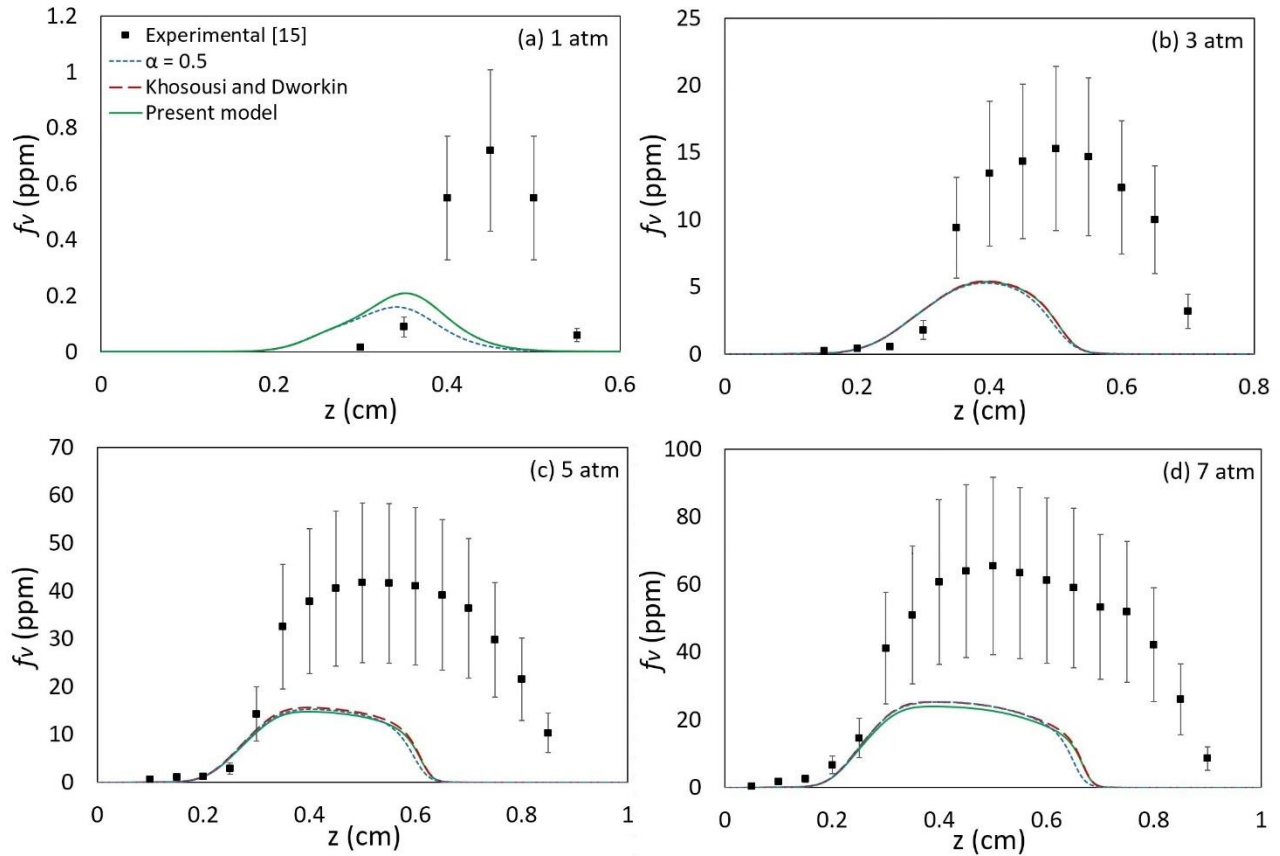 1.2
1
0.8
0.6
0.4
0.2
0
fv (ppm)
Experimental [15]
α = 0.5
Khosousi and Dworkin
Present model
(a) 1 atm
0 0.2 0.4 0.6
z (cm)
25
20
15
10
5
0
fv (ppm)
(b) 3 atm
0 0.2 0.4 0.6 0.8
z (cm)
70
60
50
40
30
20
10
0
fv (ppm)
(c) 5 atm
0 0.2 0.4 0.6 0.8 1
z (cm)
100
80
60
40
20
0
fv (ppm)
(d) 7 atm
0 0.2 0.4 0.6 0.8 1
z (cm)